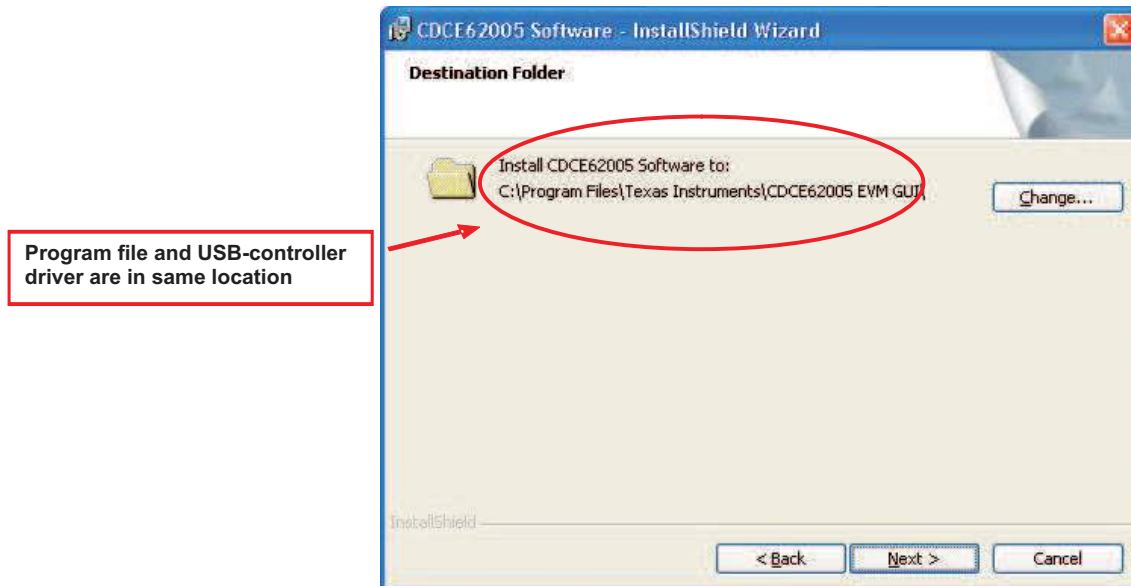 CDCE62005 Software - InstallShield Wizard
Destination Folder
Install CDCE62005 Software to:
C:\Program Files\Texas Instruments\CDCE62005 EVM GUI\
Change...
Program file and USB-controller
driver are in same location
InstallShield
< Back
Next >
Cancel